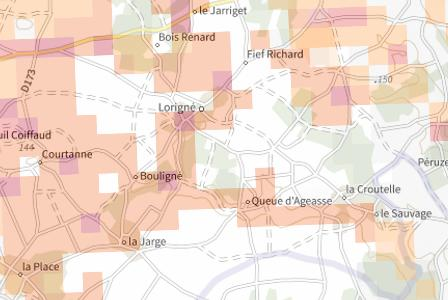 le Jarriget
Bois Renard
Fief Richard
D173
150
Lorigné
uil Coiffaud
144
Courtanne
Péruze
Bouligné
la Croutelle
Queue d'Ageasse
le Sauvage
la Jarge
la Place